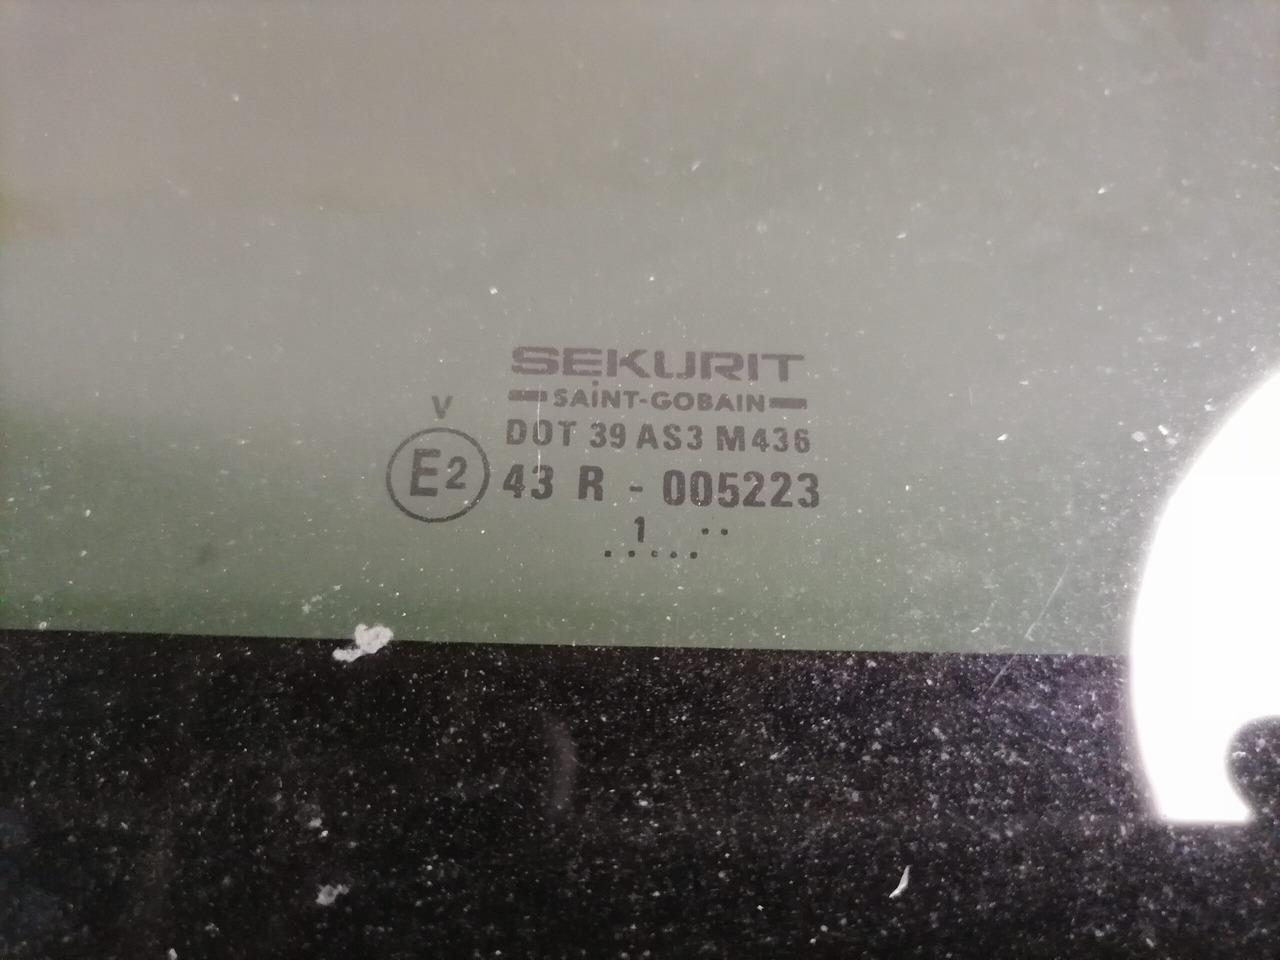 SEKURIT
SAINT-GOBAIN
V
DOT 39 AS3 M436
E2 43 R - 005223
1 ..
.....